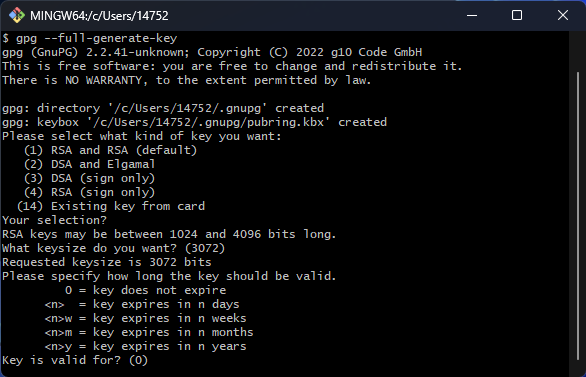 MINGW64:/c/Users/14752
$ gpg --full-generate-key
gpg (GnuPG) 2.2.41-unknown; Copyright (C) 2022 g10 Code GmbH
This is free software: you are free to change and redistribute it.
There is NO WARRANTY, to the extent permitted by law.
gpg: directory '/c/Users/14752/.gnupg' created
gpg: keybox '/c/Users/14752/.gnupg/pubring.kbx' created
Please select what kind of key you want:
(1) RSA and RSA (default)
(2) DSA and Elgamal
(3) DSA (sign only)
(4) RSA (sign only)
(14) Existing key from card
Your selection?
RSA keys may be between 1024 and 4096 bits long.
What keysize do you want? (3072)
Requested keysize is 3072 bits
Please specify how long the key should be valid.
0 = key does not expire
<n>  = key expires in n days
<n>w = key expires in n weeks
<n>m = key expires in n months
<n>y = key expires in n years
Key is valid for? (0)